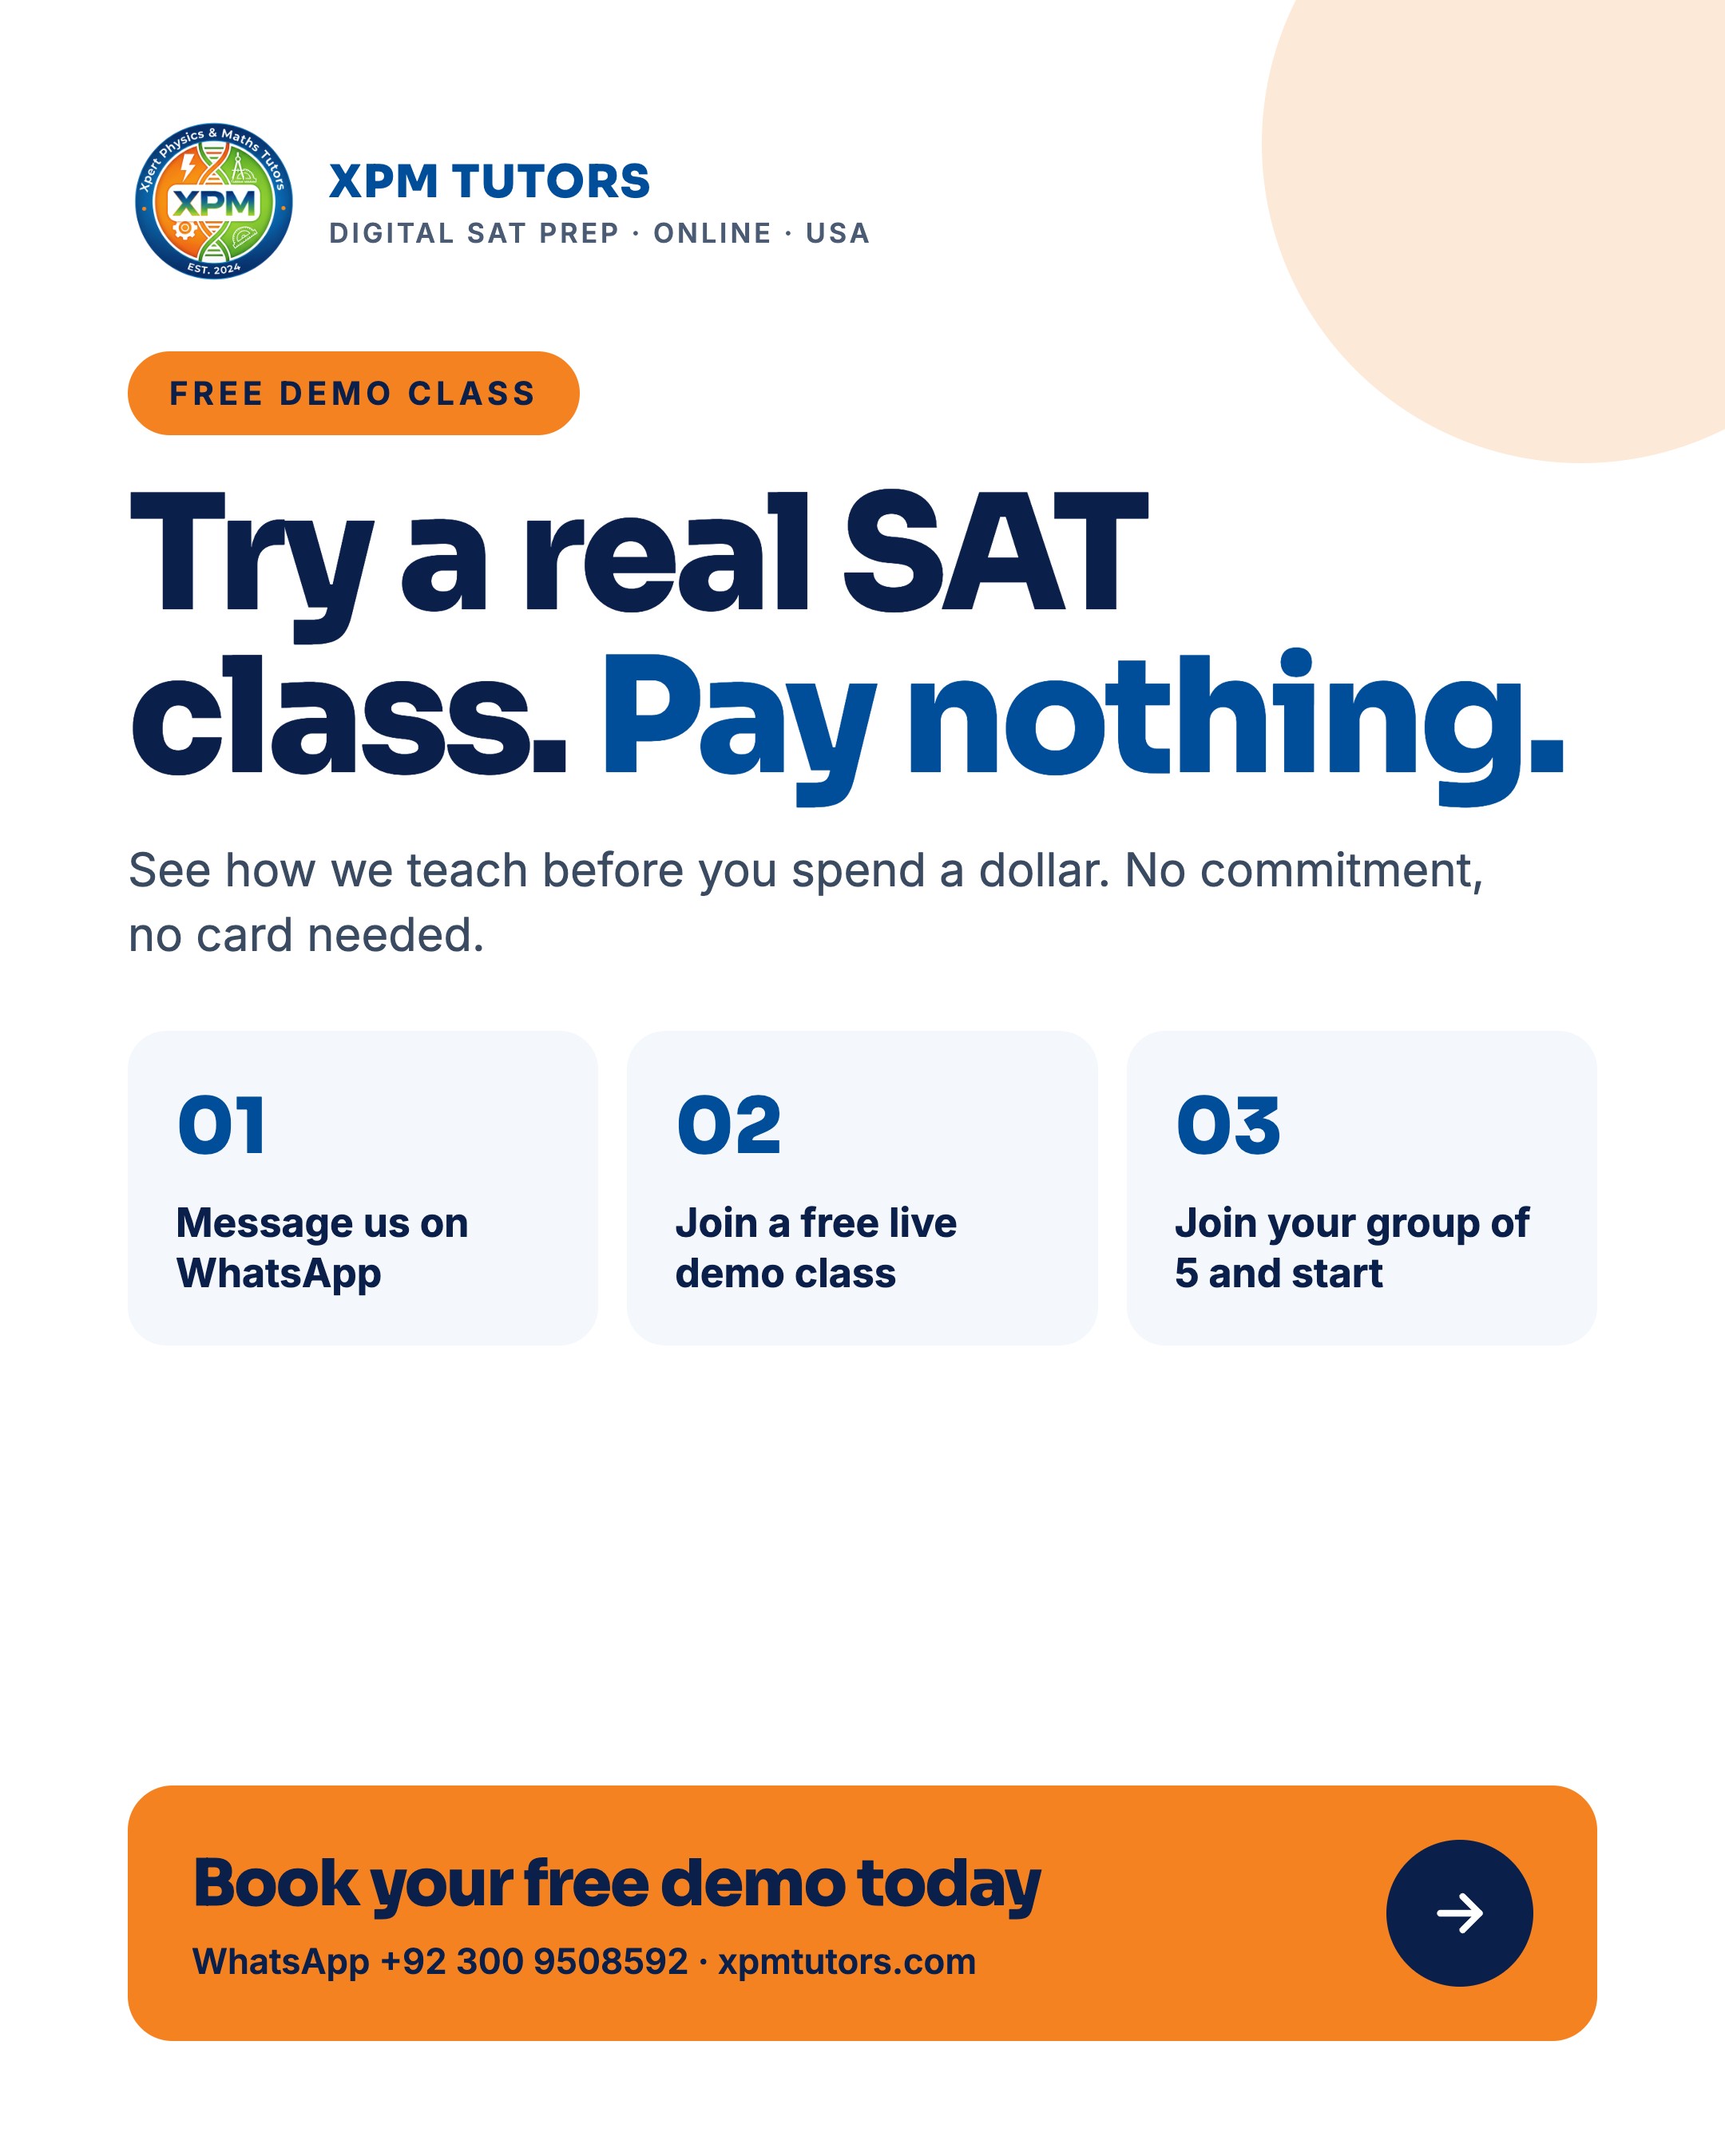 Xpert Physics & Maths Tutors
XPM
EST. 2024
XPM TUTORS
DIGITAL SAT PREP · ONLINE · USA
FREE DEMO CLASS
Try a real SAT
class. Pay nothing.
See how we teach before you spend a dollar. No commitment,
no card needed.
01
Message us on
WhatsApp
02
Join a free live
demo class
03
Join your group of
5 and start
Book your free demo today
WhatsApp +92 300 9508592 · xpmtutors.com